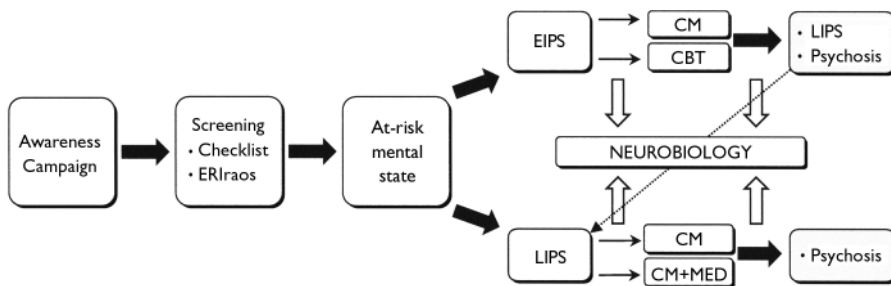 Awareness
Campaign
Screening
• Checklist
• ERIraos
At-risk
mental
state
EIPS
CM
CBT
• LIPS
• Psychosis
NEUROBIOLOGY
LIPS
CM
CM+MED
• Psychosis